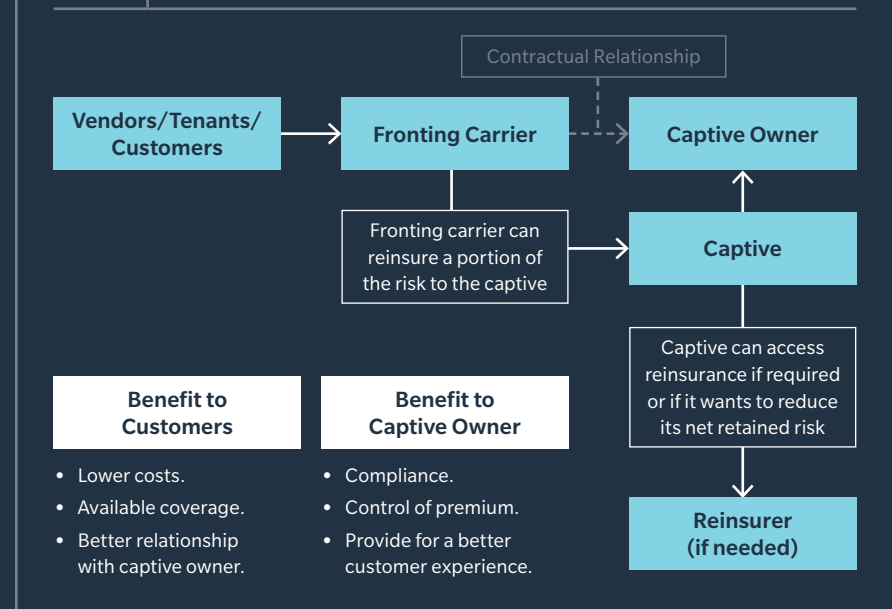 Contractual Relationship
Vendors/Tenants/
Customers
Fronting Carrier
Captive Owner
Fronting carrier can
reinsure a portion of
the risk to the captive
Captive
Captive can access
reinsurance if required
or if it wants to reduce
its net retained risk
Benefit to
Customers
• Lower costs.
• Available coverage.
• Better relationship
with captive owner.
Benefit to
Captive Owner
• Compliance.
• Control of premium.
• Provide for a better
customer experience.
Reinsurer
(if needed)